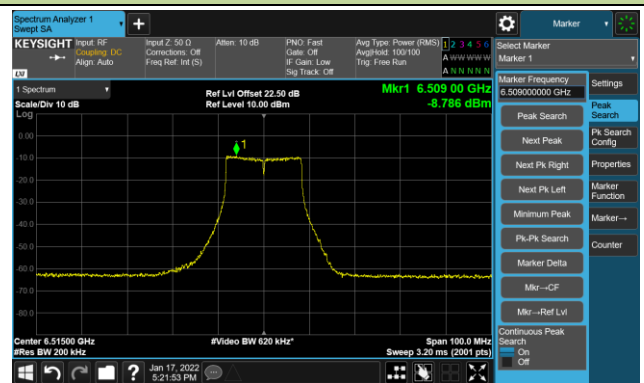 Spectrum Analyzer 1
Swept SA
+
Marker
KEYSIGHT
Input: RF
Coupling: DC
Align: Auto
Input Z: 50 Ω
Corrections: Off
Freq Ref: Int (S)
Atten: 10 dB
PNO: Fast
Gate: Off
IF Gain: Low
Sig Track: Off
Avg Type: Power (RMS)
Avg|Hold: 100/100
Trig: Free Run
1 2 3 4 5 6
A W W W W W
A N N N N N
LXI
Select Marker
Marker 1
1 Spectrum
Scale/Div 10 dB
Log
Ref Lvl Offset 22.50 dB
Ref Level 10.00 dBm
Mkr1 6.509 00 GHz
-8.786 dBm
1
0.00
-10.0
-20.0
-30.0
-40.0
-50.0
-60.0
-70.0
-80.0
Center 6.51500 GHz
#Res BW 200 kHz
#Video BW 620 kHz*
Span 100.0 MHz
Sweep 3.20 ms (2001 pts)
Marker Frequency
6.509000000 GHz
Peak Search
Next Peak
Next Pk Right
Next Pk Left
Minimum Peak
Pk-Pk Search
Marker Delta
Mkr→CF
Mkr→Ref Lvl
Continuous Peak
Search
On
Off
Settings
Peak
Search
Pk Search
Config
Properties
Marker
Function
Marker→
Counter
?
Jan 17, 2022
5:21:53 PM